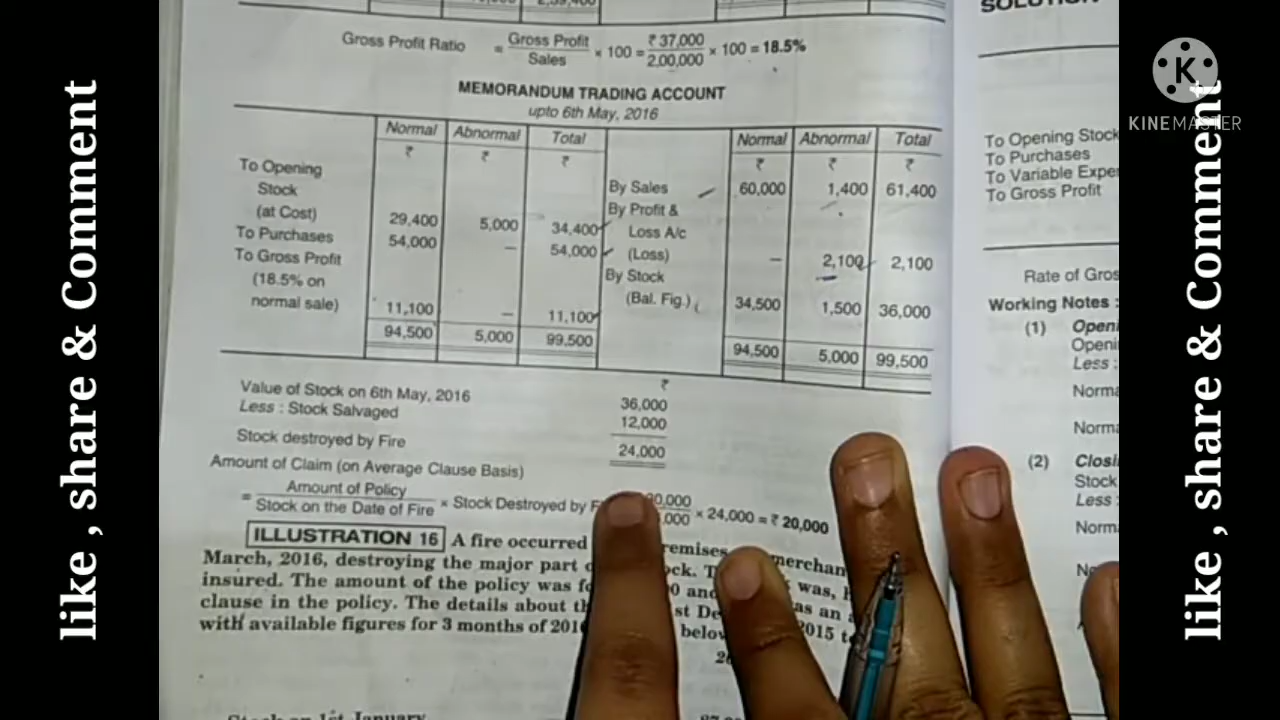 SOLUTION
Gross Profit Ratio = Gross Profit / Sales × 100 = ₹ 37,000 / 2,00,000 × 100 = 18.5%
MEMORANDUM TRADING ACCOUNT
upto 6th May, 2016
Normal Abnormal Total Normal Abnormal Total
₹ ₹ ₹ ₹ ₹ ₹
To Opening
Stock By Sales 60,000 1,400 61,400
(at Cost) 29,400 5,000 34,400 By Profit &
To Purchases 54,000 — 54,000 Loss A/c
To Gross Profit (Loss) — 2,100 2,100
(18.5% on By Stock
normal sale) 11,100 — 11,100 (Bal. Fig.) 34,500 1,500 36,000
94,500 5,000 99,500 94,500 5,000 99,500
₹
Value of Stock on 6th May, 2016 36,000
Less : Stock Salvaged 12,000
Stock destroyed by Fire 24,000
Amount of Claim (on Average Clause Basis)
= Amount of Policy / Stock on the Date of Fire × Stock Destroyed by × 24,000 = ₹ 20,000
ILLUSTRATION 16 A fire occurred
March, 2016, destroying the major part
insured. The amount of the policy was
clause in the policy. The details about
with available figures for 3 months of below 2015
Stock on 1st January
To Opening Stock
To Purchases
To Variable
To Gross Profit
Rate of
Working Notes :
(1)
Less :
(2)
Stock
Less :
like , share & Comment
like , share & Comment
K
KINEMASTER